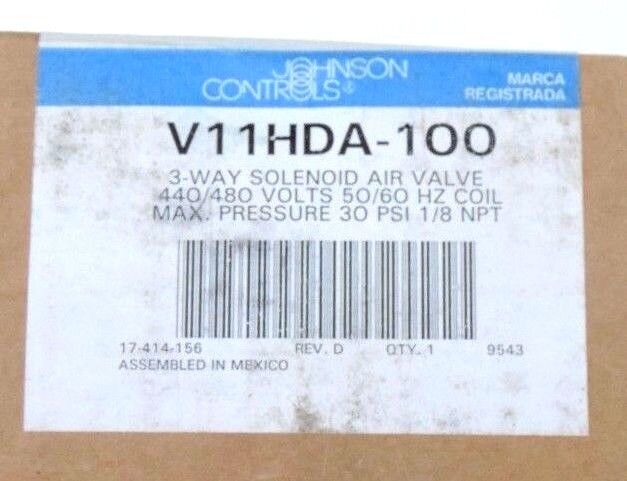 JOHNSON
CONTROLS®
MARCA
REGISTRADA
V11HDA-100
3-WAY SOLENOID AIR VALVE
440/480 VOLTS 50/60 HZ COIL
MAX. PRESSURE 30 PSI 1/8 NPT
17-414-156 REV. D QTY. 1 9543
ASSEMBLED IN MEXICO